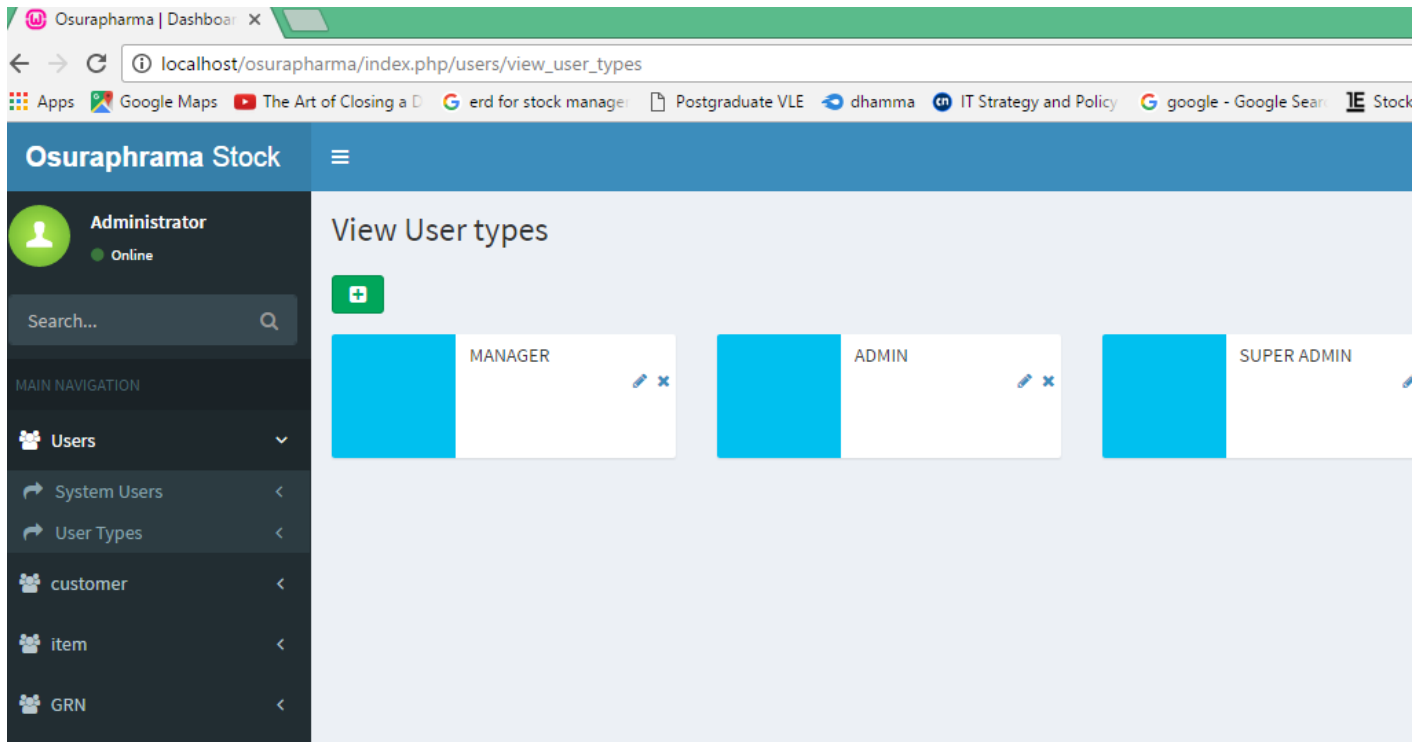 Osurapharma | Dashboar
localhost/osurapharma/index.php/users/view_user_types
Apps Google Maps The Art of Closing a D erd for stock manage Postgraduate VLE dhamma IT Strategy and Policy google - Google Sear Stock
Osuraphrama Stock
Administrator
Online
Search...
MAIN NAVIGATION
Users
System Users
User Types
customer
item
GRN
View User types
MANAGER
ADMIN
SUPER ADMIN